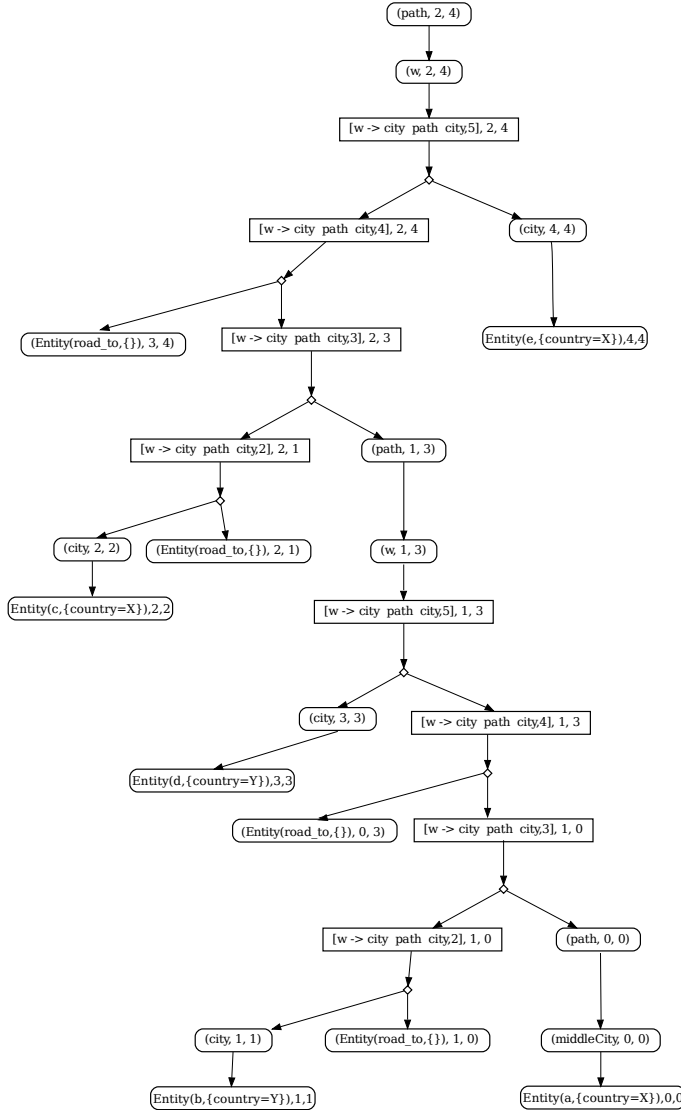 (path, 2, 4)
(w, 2, 4)
[w -> city path city,5], 2, 4
[w -> city path city,4], 2, 4
(city, 4, 4)
(Entity(road_to,{}), 3, 4)
[w -> city path city,3], 2, 3
Entity(e,{country=X}),4,4
[w -> city path city,2], 2, 1
(path, 1, 3)
(city, 2, 2)
(Entity(road_to,{}), 2, 1)
(w, 1, 3)
Entity(c,{country=X}),2,2
[w -> city path city,5], 1, 3
(city, 3, 3)
[w -> city path city,4], 1, 3
Entity(d,{country=Y}),3,3
(Entity(road_to,{}), 0, 3)
[w -> city path city,3], 1, 0
[w -> city path city,2], 1, 0
(path, 0, 0)
(city, 1, 1)
(Entity(road_to,{}), 1, 0)
(middleCity, 0, 0)
Entity(b,{country=Y}),1,1
Entity(a,{country=X}),0,0